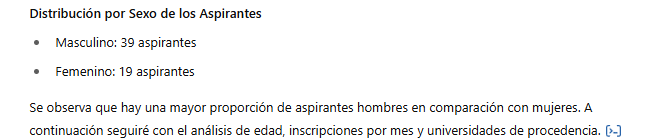 Distribución por Sexo de los Aspirantes
• Masculino: 39 aspirantes
• Femenino: 19 aspirantes
Se observa que hay una mayor proporción de aspirantes hombres en comparación con mujeres. A
continuación seguiré con el análisis de edad, inscripciones por mes y universidades de procedencia. [>-]